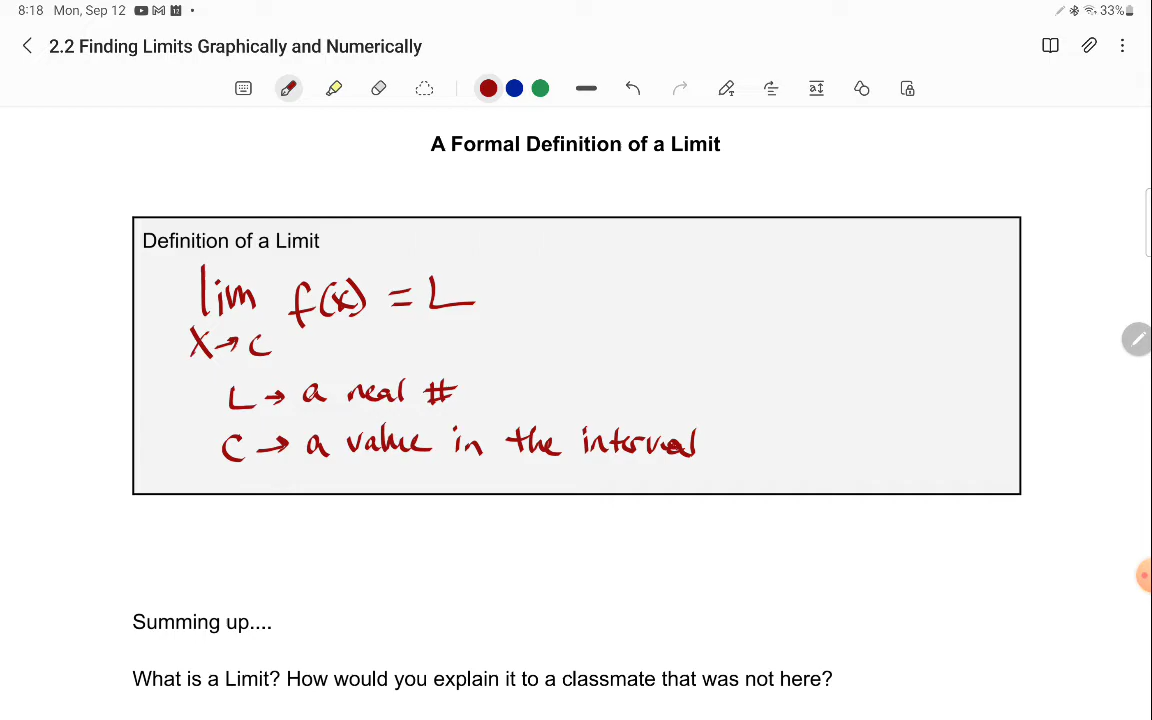 8:18 Mon, Sep 12 33%
2.2 Finding Limits Graphically and Numerically
A Formal Definition of a Limit
Definition of a Limit
lim f(x) = L
x→c
L → a real #
C → a value in the interval
Summing up....
What is a Limit? How would you explain it to a classmate that was not here?